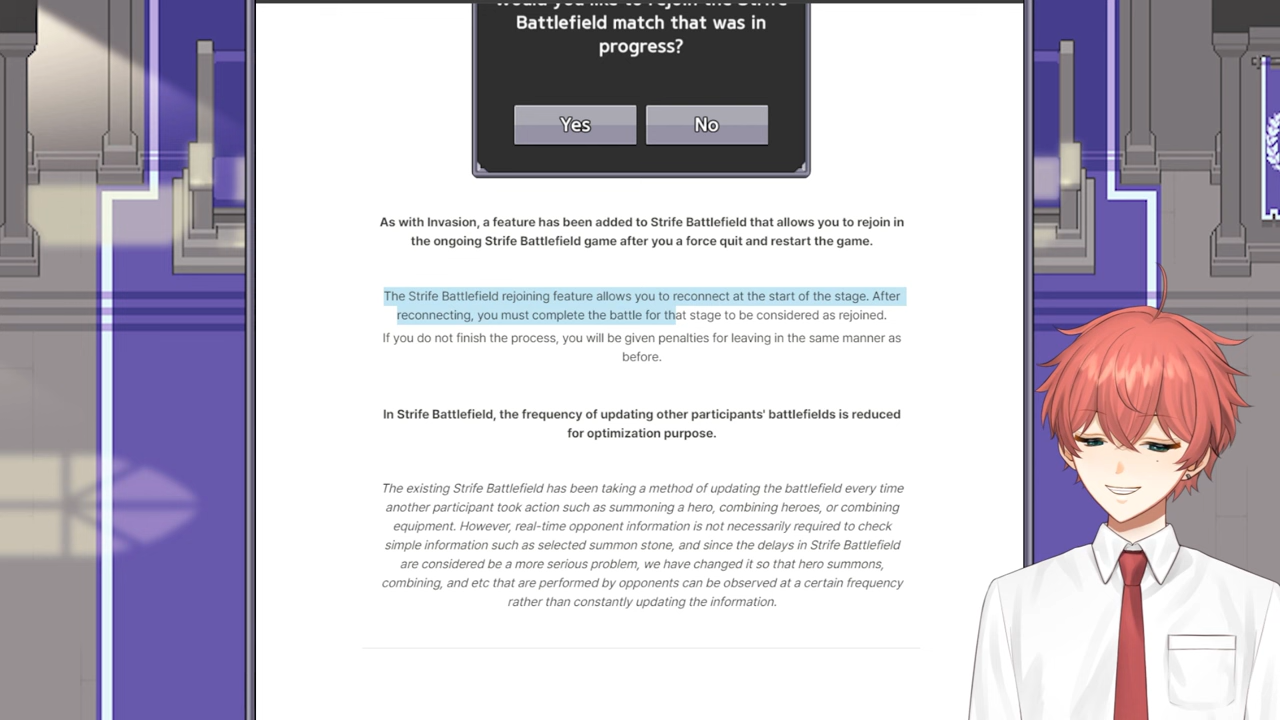 Would you like to rejoin the Strife
Battlefield match that was in
progress?
Yes
No
As with Invasion, a feature has been added to Strife Battlefield that allows you to rejoin in
the ongoing Strife Battlefield game after you a force quit and restart the game.
The Strife Battlefield rejoining feature allows you to reconnect at the start of the stage. After
reconnecting, you must complete the battle for that stage to be considered as rejoined.
If you do not finish the process, you will be given penalties for leaving in the same manner as
before.
In Strife Battlefield, the frequency of updating other participants' battlefields is reduced
for optimization purpose.
The existing Strife Battlefield has been taking a method of updating the battlefield every time
another participant took action such as summoning a hero, combining heroes, or combining
equipment. However, real-time opponent information is not necessarily required to check
simple information such as selected summon stone, and since the delays in Strife Battlefield
are considered be a more serious problem, we have changed it so that hero summons,
combining, and etc that are performed by opponents can be observed at a certain frequency
rather than constantly updating the information.